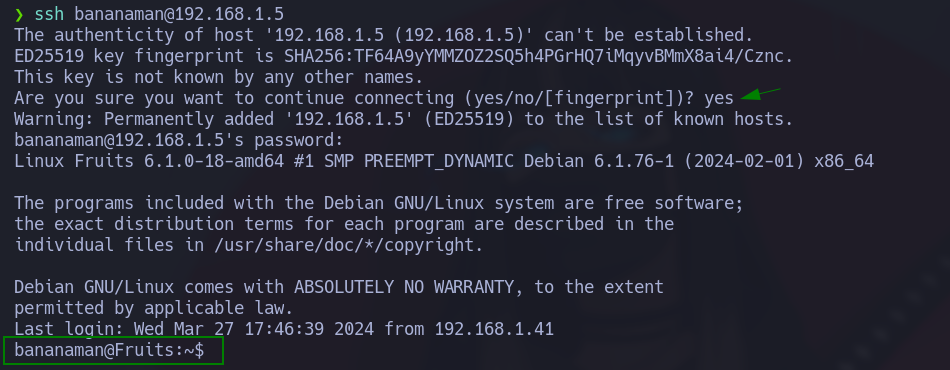 ❯ ssh bananaman@192.168.1.5
The authenticity of host '192.168.1.5 (192.168.1.5)' can't be established.
ED25519 key fingerprint is SHA256:TF64A9yYMMZOZ2SQ5h4PGrHQ7iMqyvBMmX8ai4/Cznc.
This key is not known by any other names.
Are you sure you want to continue connecting (yes/no/[fingerprint])? yes
Warning: Permanently added '192.168.1.5' (ED25519) to the list of known hosts.
bananaman@192.168.1.5's password:
Linux Fruits 6.1.0-18-amd64 #1 SMP PREEMPT_DYNAMIC Debian 6.1.76-1 (2024-02-01) x86_64
The programs included with the Debian GNU/Linux system are free software;
the exact distribution terms for each program are described in the
individual files in /usr/share/doc/*/copyright.
Debian GNU/Linux comes with ABSOLUTELY NO WARRANTY, to the extent
permitted by applicable law.
Last login: Wed Mar 27 17:46:39 2024 from 192.168.1.41
bananaman@Fruits:~$